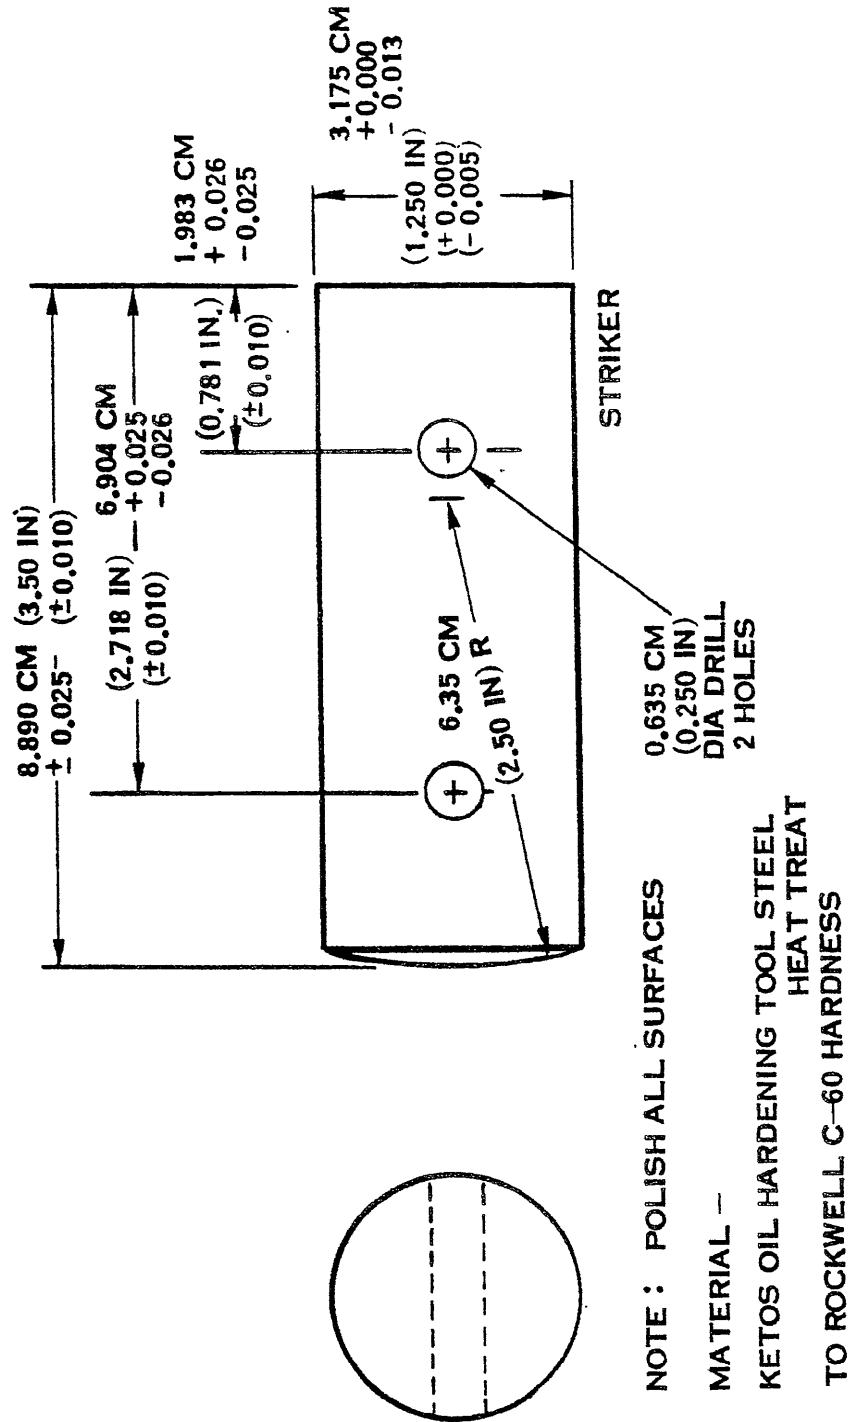 8.890 CM (3.50 IN)
± 0.025- (±0.010)
(2.718 IN) — 6.904 CM
(±0.010)
+0.025
-0.026
1.983 CM
+ 0.026
-0.025
(0.781 IN.)
(±0.010)
3.175 CM
+0.000
- 0.013
(1.250 IN)
(+0.000)
(-0.005)
6.35 CM
(2.50 IN) R
STRIKER
0.635 CM
(0.250 IN)
DIA DRILL
2 HOLES
NOTE : POLISH ALL SURFACES
MATERIAL —
KETOS OIL HARDENING TOOL STEEL
HEAT TREAT
TO ROCKWELL C-60 HARDNESS